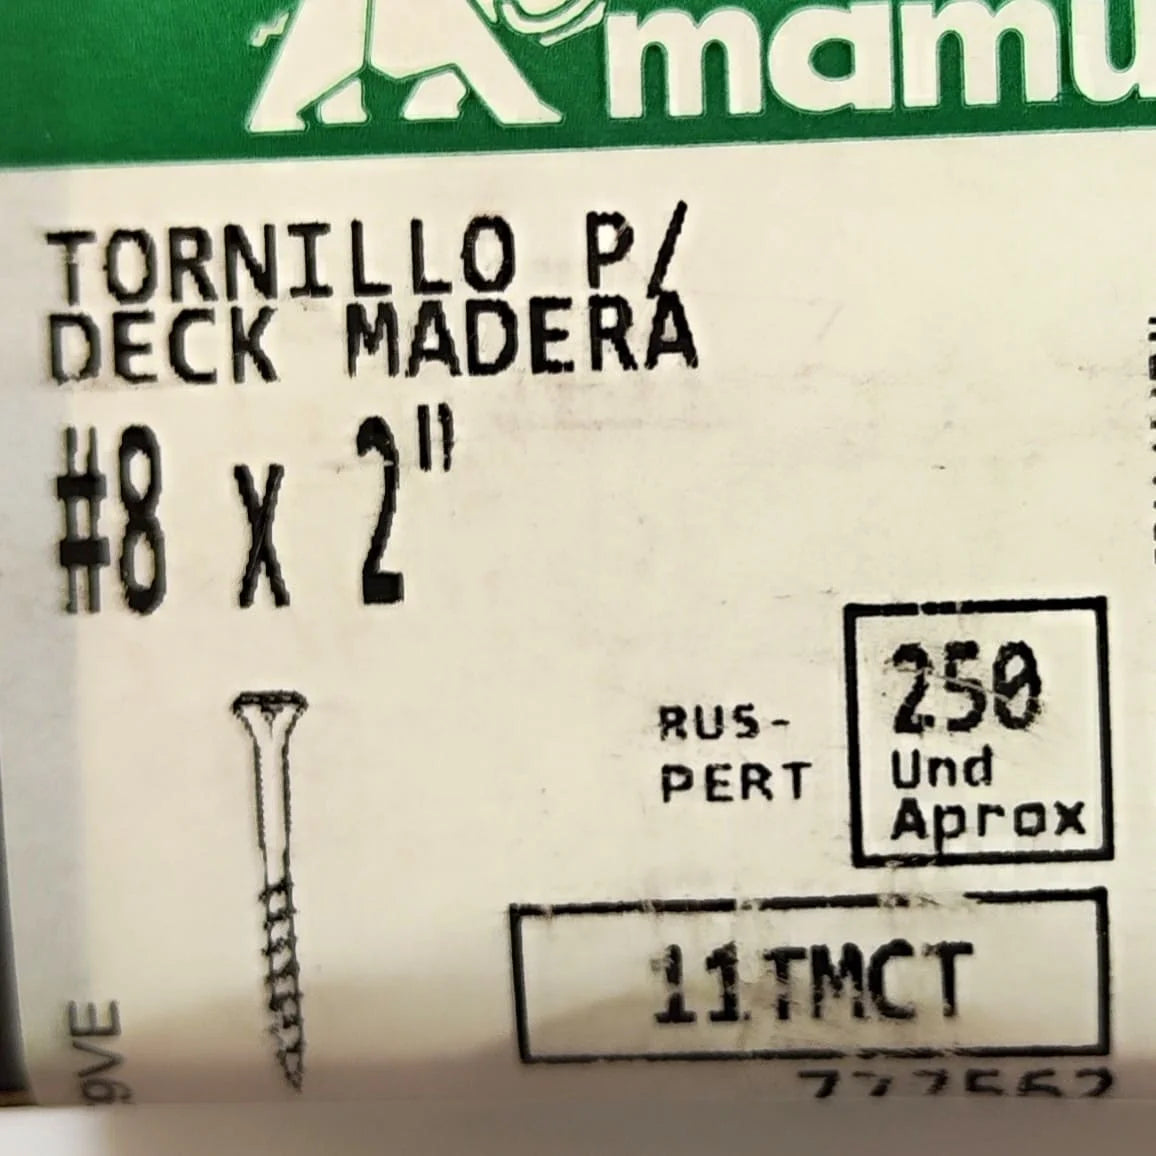 mamu
TORNILLO P/
DECK MADERA
#8 X 2"
RUS-
PERT
250
Und
Aprox
11TMCT